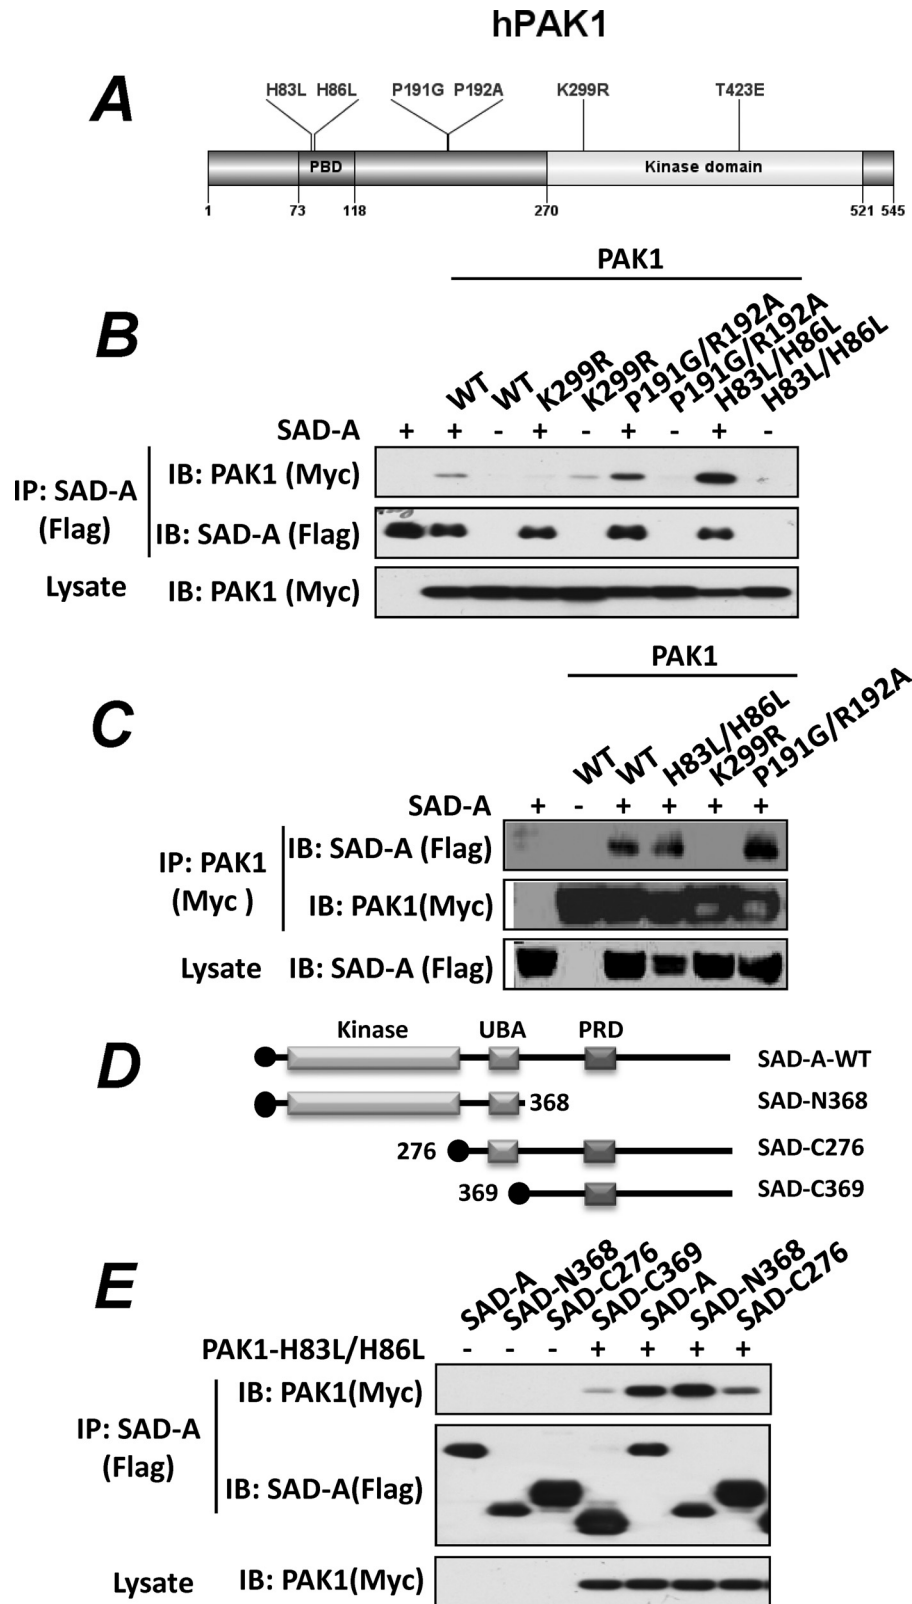 hPAK1
A
H83L H86L P191G P192A K299R T423E
PBD Kinase domain
1 73 118 270 521 545
PAK1
B
WT WT K299R K299R P191G/R192A P191G/R192A H83L/H86L H83L/H86L
SAD-A + + - + - + - + -
IP: SAD-A
(Flag)
IB: PAK1 (Myc)
IB: SAD-A (Flag)
Lysate IB: PAK1 (Myc)
PAK1
C
WT WT H83L/H86L K299R P191G/R192A
SAD-A + - + + + +
IP: PAK1
(Myc )
IB: SAD-A (Flag)
IB: PAK1(Myc)
Lysate IB: SAD-A (Flag)
D
Kinase UBA PRD
SAD-A-WT
368 SAD-N368
276 SAD-C276
369 SAD-C369
E
SAD-A SAD-N368 SAD-C276 SAD-C369 SAD-A SAD-N368 SAD-C276
PAK1-H83L/H86L - - - + + + +
IP: SAD-A
(Flag)
IB: PAK1(Myc)
IB: SAD-A(Flag)
Lysate IB: PAK1(Myc)